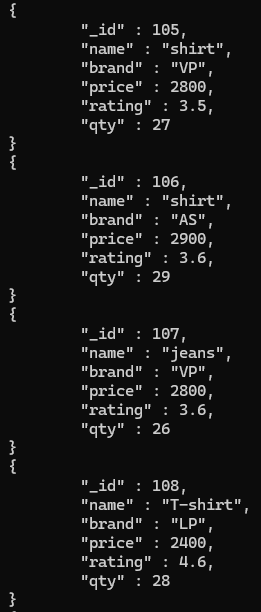 {
"_id" : 105,
"name" : "shirt",
"brand" : "VP",
"price" : 2800,
"rating" : 3.5,
"qty" : 27
}
{
"_id" : 106,
"name" : "shirt",
"brand" : "AS",
"price" : 2900,
"rating" : 3.6,
"qty" : 29
}
{
"_id" : 107,
"name" : "jeans",
"brand" : "VP",
"price" : 2800,
"rating" : 3.6,
"qty" : 26
}
{
"_id" : 108,
"name" : "T-shirt",
"brand" : "LP",
"price" : 2400,
"rating" : 4.6,
"qty" : 28
}